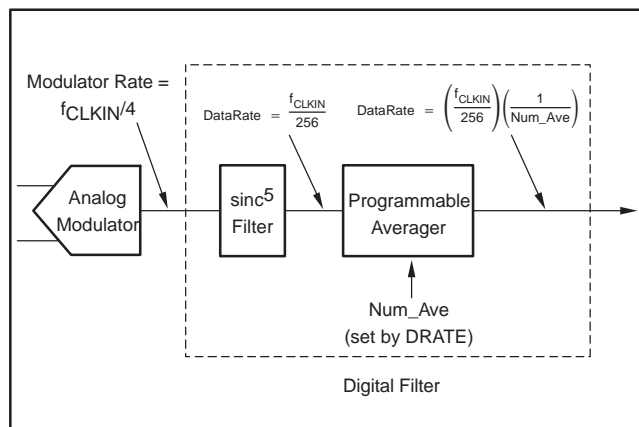 Modulator Rate =
fCLKIN/4
DataRate = fCLKIN/256
DataRate = (fCLKIN/256)(1/Num_Ave)
Analog
Modulator
sinc5
Filter
Programmable
Averager
Num_Ave
(set by DRATE)
Digital Filter